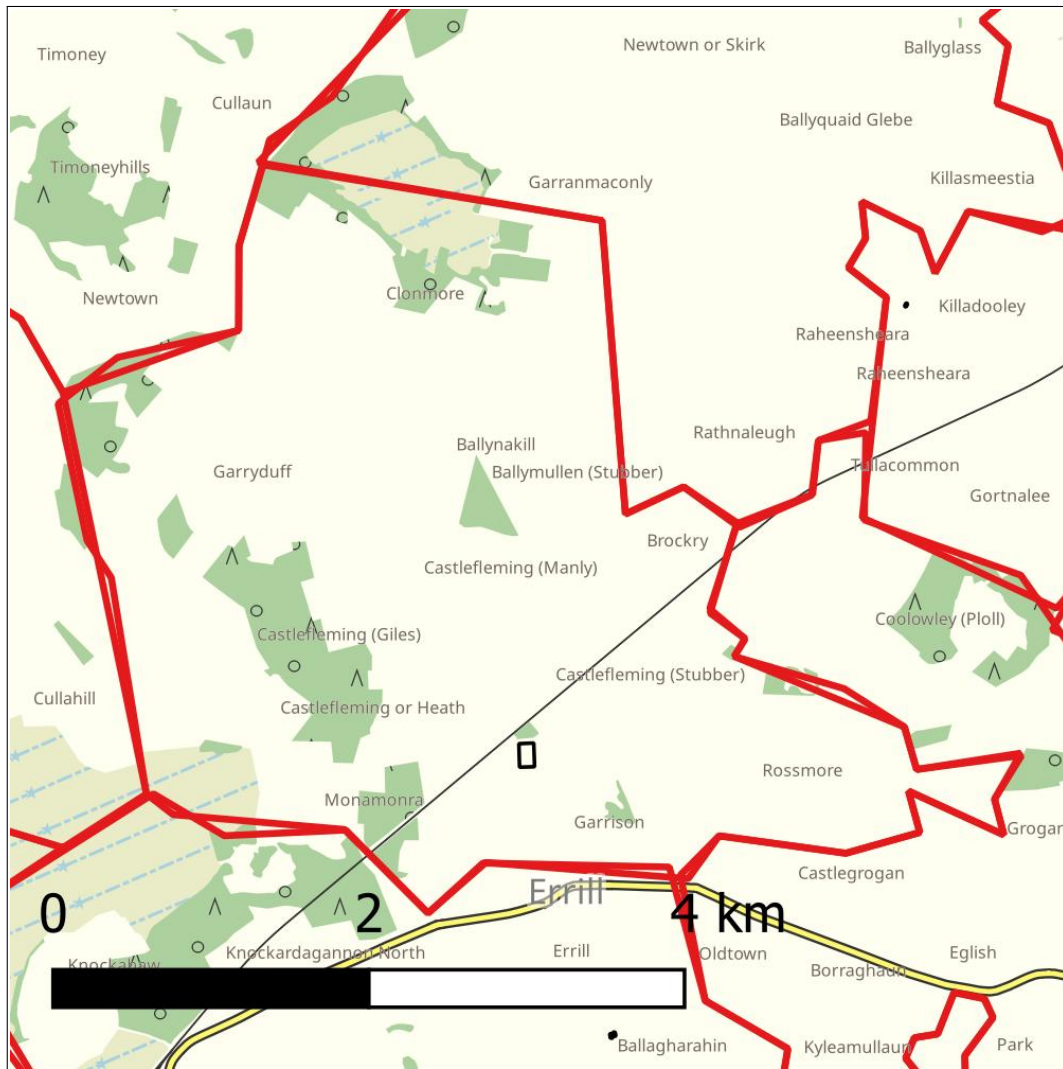 Newtown or Skirk
Ballyglass
Timoney
Cullaun
Ballyquaid Glebe
Timoneyhills
Garranmaconly
Killasmeestia
Newtown
Clonmore
Killadooley
Raheensheara
Raheensheara
Rathnaleugh
Ballynakill
Garryduff
Ballymullen (Stubber)
Tullacommon
Gortnalee
Brockry
Castlefleming (Manly)
Coolowley (Ploll)
Castlefleming (Giles)
Castlefleming (Stubber)
Cullahill
Castlefleming or Heath
Rossmore
Monamonra
Garrison
Grogan
Castlegrogan
Errill
0 2 4 km
Knockardagannon North
Errill
Oldtown
Eglish
Knockahaw
Borraghaun
Ballagharahin
Kyleamullaun
Park